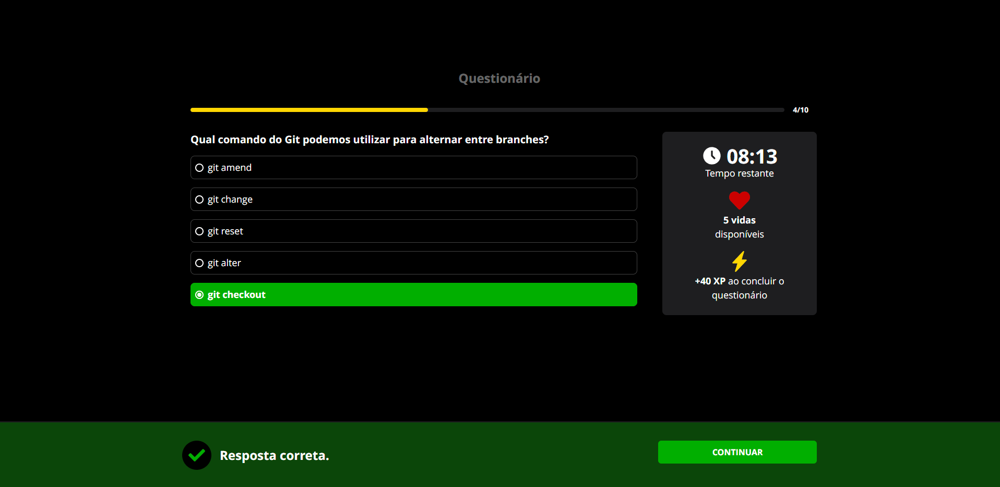 Questionário
4/10
Qual comando do Git podemos utilizar para alternar entre branches?
git amend
git change
git reset
git alter
git checkout
08:13
Tempo restante
5 vidas
disponíveis
+40 XP ao concluir o
questionário
Resposta correta.
CONTINUAR